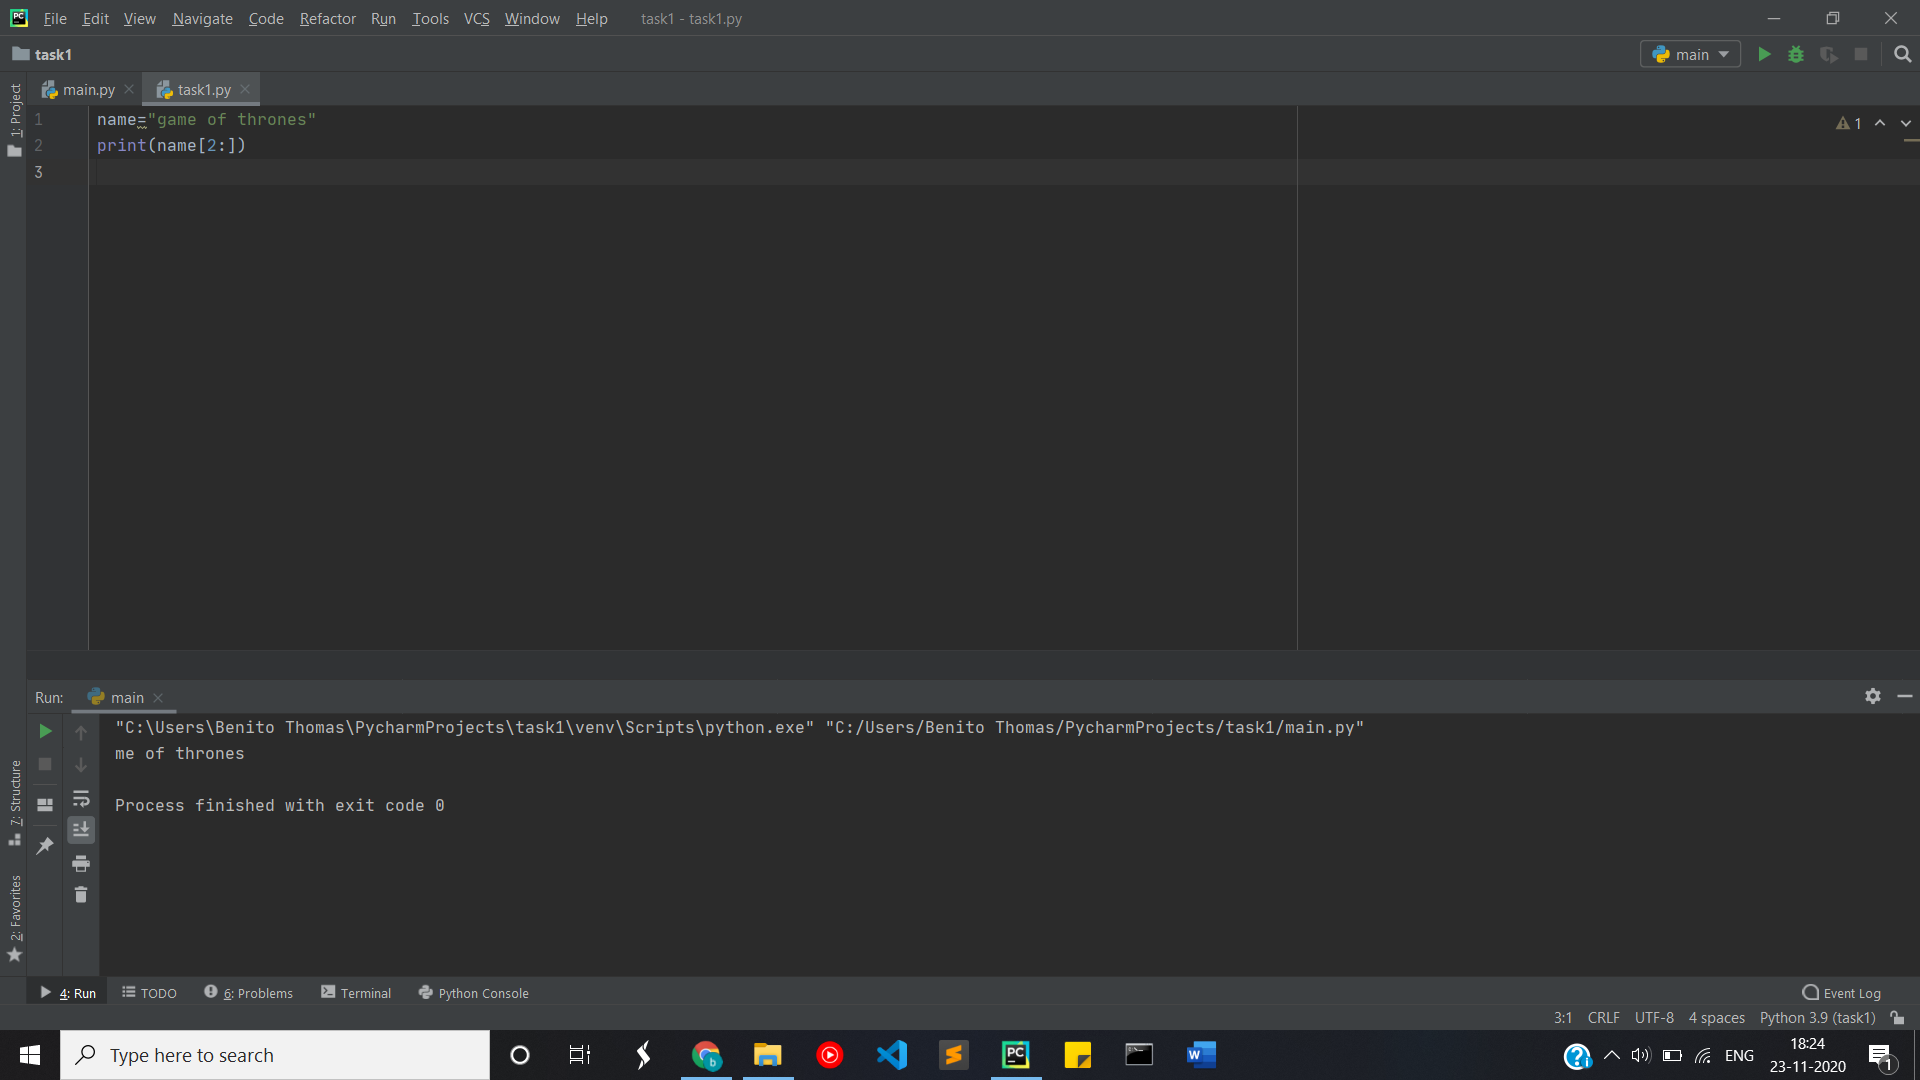 File Edit View Navigate Code Refactor Run Tools VCS Window Help task1 - task1.py
task1
main
main.py
task1.py
1: Project
1 name="game of thrones"
2 print(name[2:])
3
1
7: Structure
2: Favorites
Run: main
"C:\Users\Benito Thomas\PycharmProjects\task1\venv\Scripts\python.exe" "C:/Users/Benito Thomas/PycharmProjects/task1/main.py"
me of thrones
Process finished with exit code 0
4: Run TODO 6: Problems Terminal Python Console Event Log
3:1 CRLF UTF-8 4 spaces Python 3.9 (task1)
Type here to search
ENG
18:24
23-11-2020
1